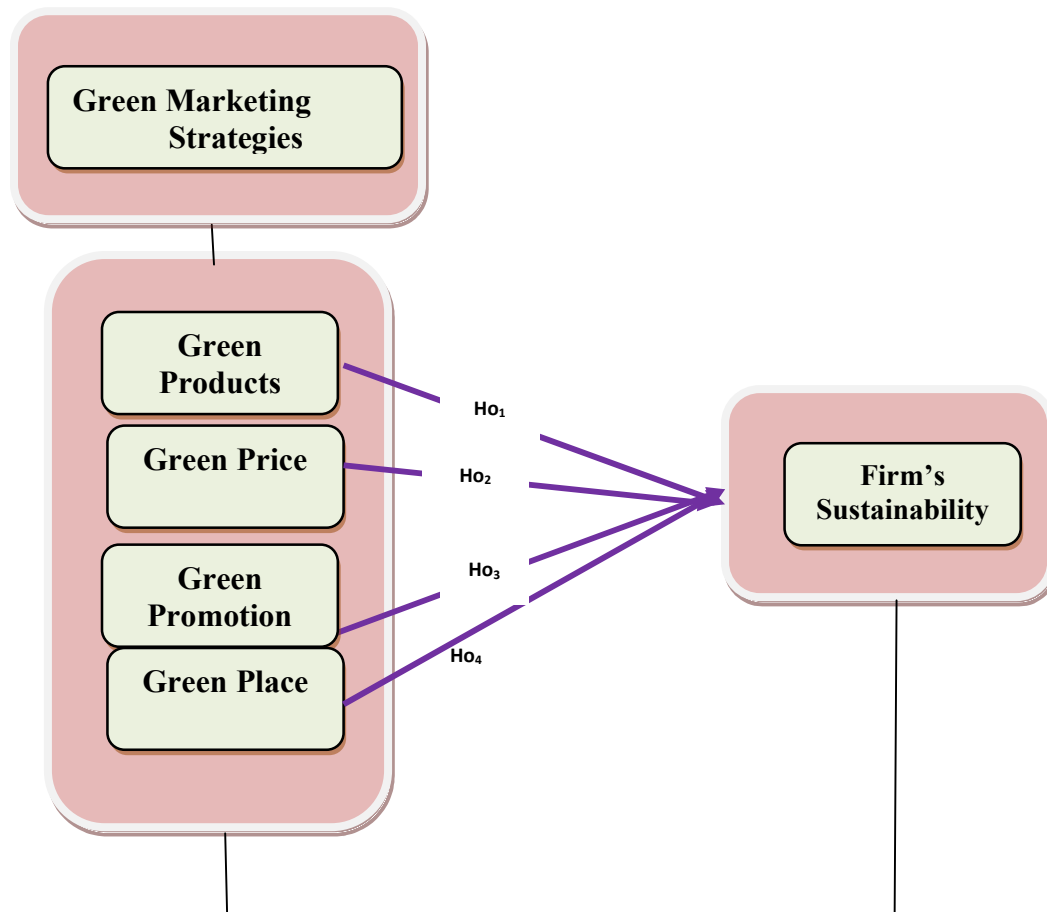 Green Marketing
Strategies
Green
Products
Ho₁
Green Price
Ho₂
Firm’s
Sustainability
Green
Promotion
Ho₃
Green Place
Ho₄